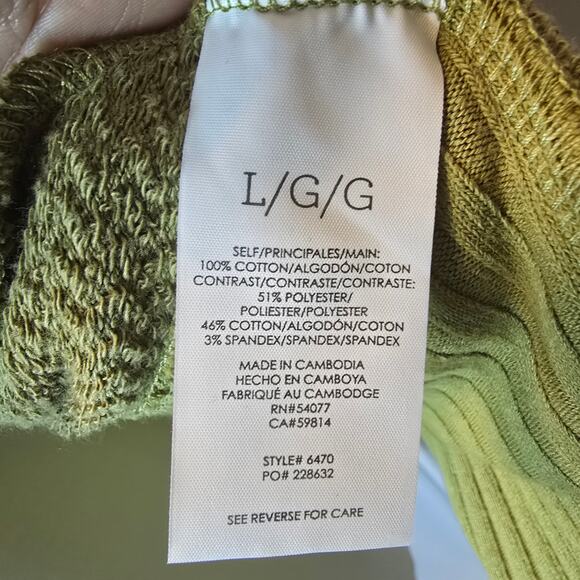 L/G/G
SELF/PRINCIPALES/MAIN:
100% COTTON/ALGODÓN/COTON
CONTRAST/CONTRASTE/CONTRASTE:
51% POLYESTER/
POLIESTER/POLYESTER
46% COTTON/ALGODÓN/COTON
3% SPANDEX/SPANDEX/SPANDEX
MADE IN CAMBODIA
HECHO EN CAMBOYA
FABRIQUÉ AU CAMBODGE
RN#54077
CA#59814
STYLE# 6470
PO# 228632
SEE REVERSE FOR CARE